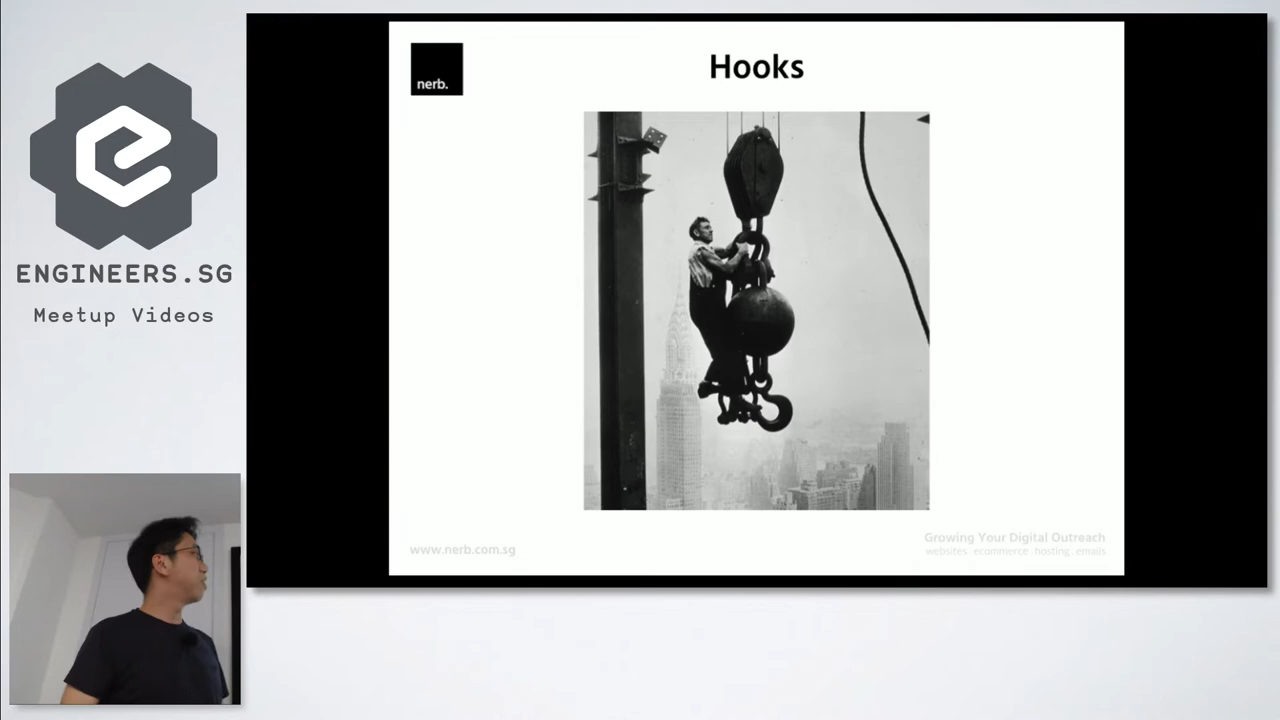 ENGINEERS.SG
Meetup Videos
nerb.
Hooks
www.nerb.com.sg
Growing Your Digital Outreach
websites . ecommerce . hosting . emails